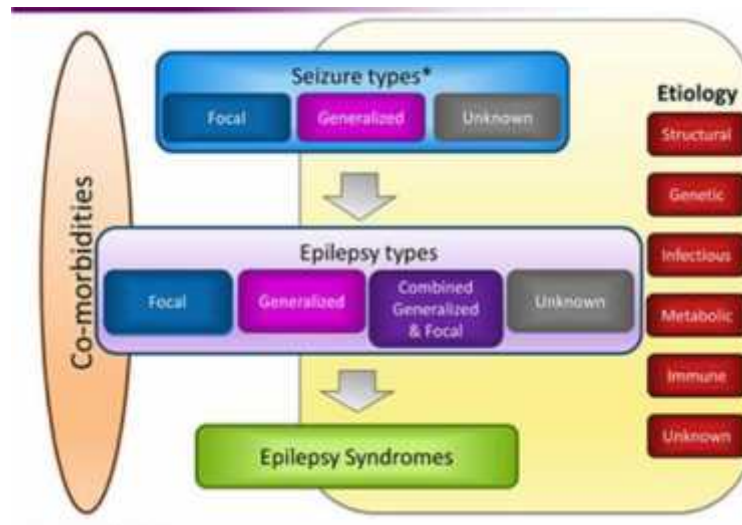 Seizure types*
Focal
Generalized
Unknown
Etiology
Structural
Genetic
Infectious
Metabolic
Immune
Unknown
Co-morbidities
Epilepsy types
Focal
Generalized
Combined
Generalized
& Focal
Unknown
Epilepsy Syndromes